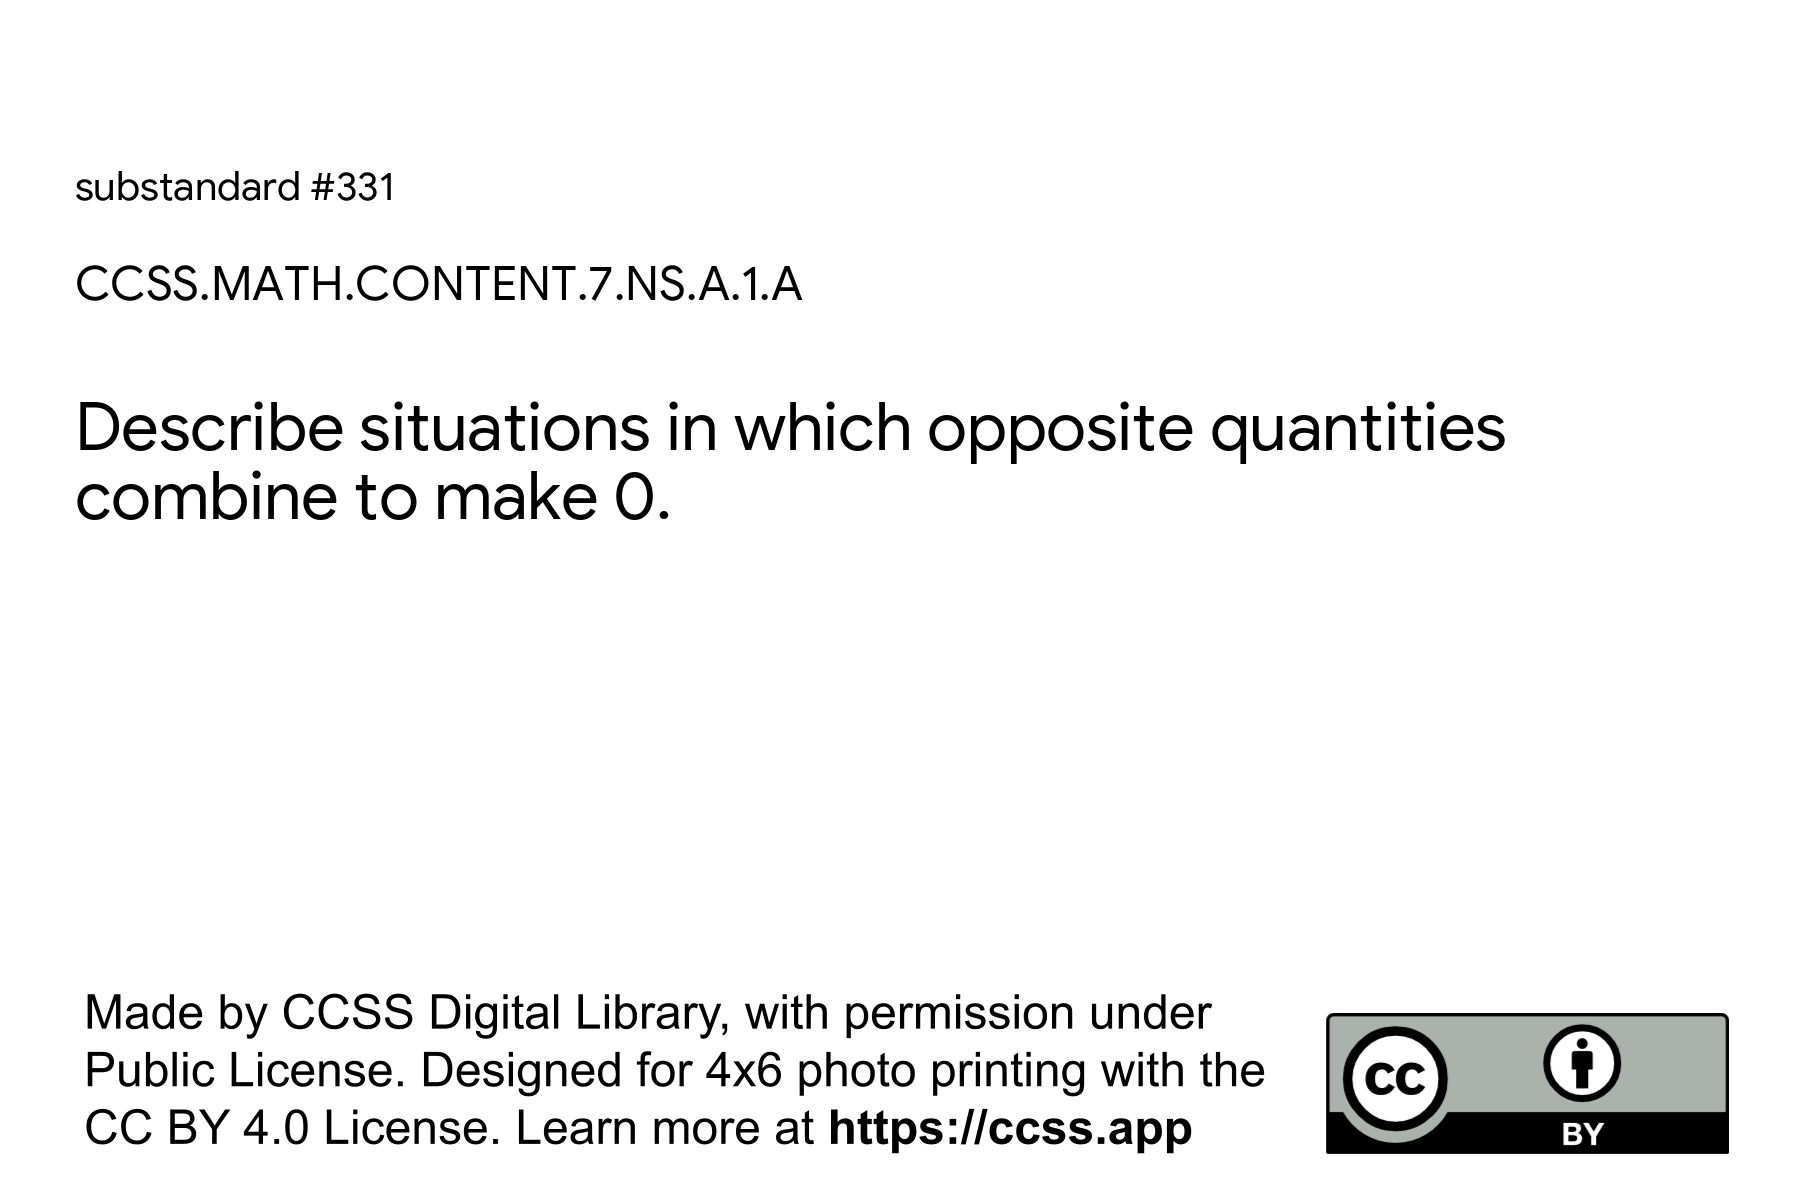 substandard #331
CCSS.MATH.CONTENT.7.NS.A.1.A
Describe situations in which opposite quantities
combine to make 0.
Made by CCSS Digital Library, with permission under
Public License. Designed for 4x6 photo printing with the
CC BY 4.0 License. Learn more at https://ccss.app
cc
BY